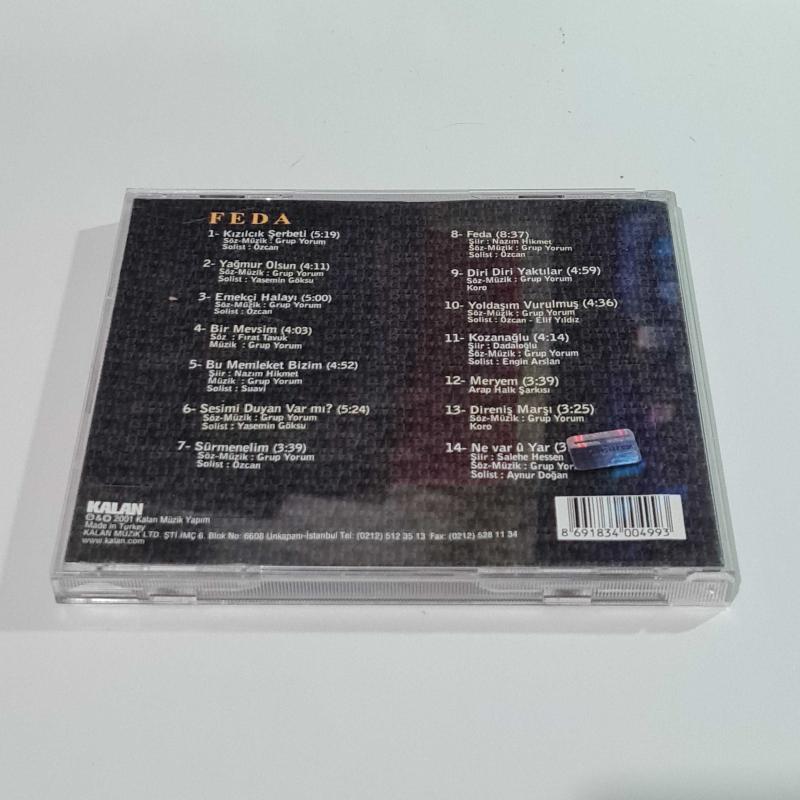 FEDA
1- Kızılcık Şerbeti (5:19)
Söz-Müzik : Grup Yorum
Solist : Özcan
2- Yağmur Olsun (4:11)
Söz-Müzik : Grup Yorum
Solist : Yasemin Göksu
3- Emekçi Halayı (5:00)
Söz-Müzik : Grup Yorum
Solist : Özcan
4- Bir Mevsim (4:03)
Söz : Fırat Tavuk
Müzik : Grup Yorum
5- Bu Memleket Bizim (4:52)
Şiir : Nazım Hikmet
Müzik : Grup Yorum
Solist : Suavi
6- Sesimi Duyan Var mı? (5:24)
Söz-Müzik : Grup Yorum
Solist : Yasemin Göksu
7- Sürmenelim (3:39)
Söz-Müzik : Grup Yorum
Solist : Özcan
8- Feda (8:37)
Şiir : Nazım Hikmet
Söz-Müzik : Grup Yorum
Solist : Özcan
9- Diri Diri Yaktılar (4:59)
Söz-Müzik : Grup Yorum
Koro
10- Yoldaşım Vurulmuş (4:36)
Söz-Müzik : Grup Yorum
Solist : Özcan - Elif Yıldız
11- Kozanağlu (4:14)
Şiir : Dadaloğlu
Söz-Müzik : Grup Yorum
Solist : Engin Arslan
12- Meryem (3:39)
Arap Halk Şarkısı
13- Direniş Marşı (3:25)
Söz-Müzik : Grup Yorum
Koro
14- Ne var û Yar (3
Şiir : Salehe Hessen
Söz-Müzik : Grup Yor
Solist : Aynur Doğan
KALAN
℗&© 2001 Kalan Müzik Yapım
Made in Turkey
KALAN MÜZİK LTD. ŞTİ.İMÇ 6. Blok No: 6608 Unkapanı-İstanbul Tel: (0212) 512 35 13 Fax: (0212) 528 11 34
www.kalan.com
8 691834 004993